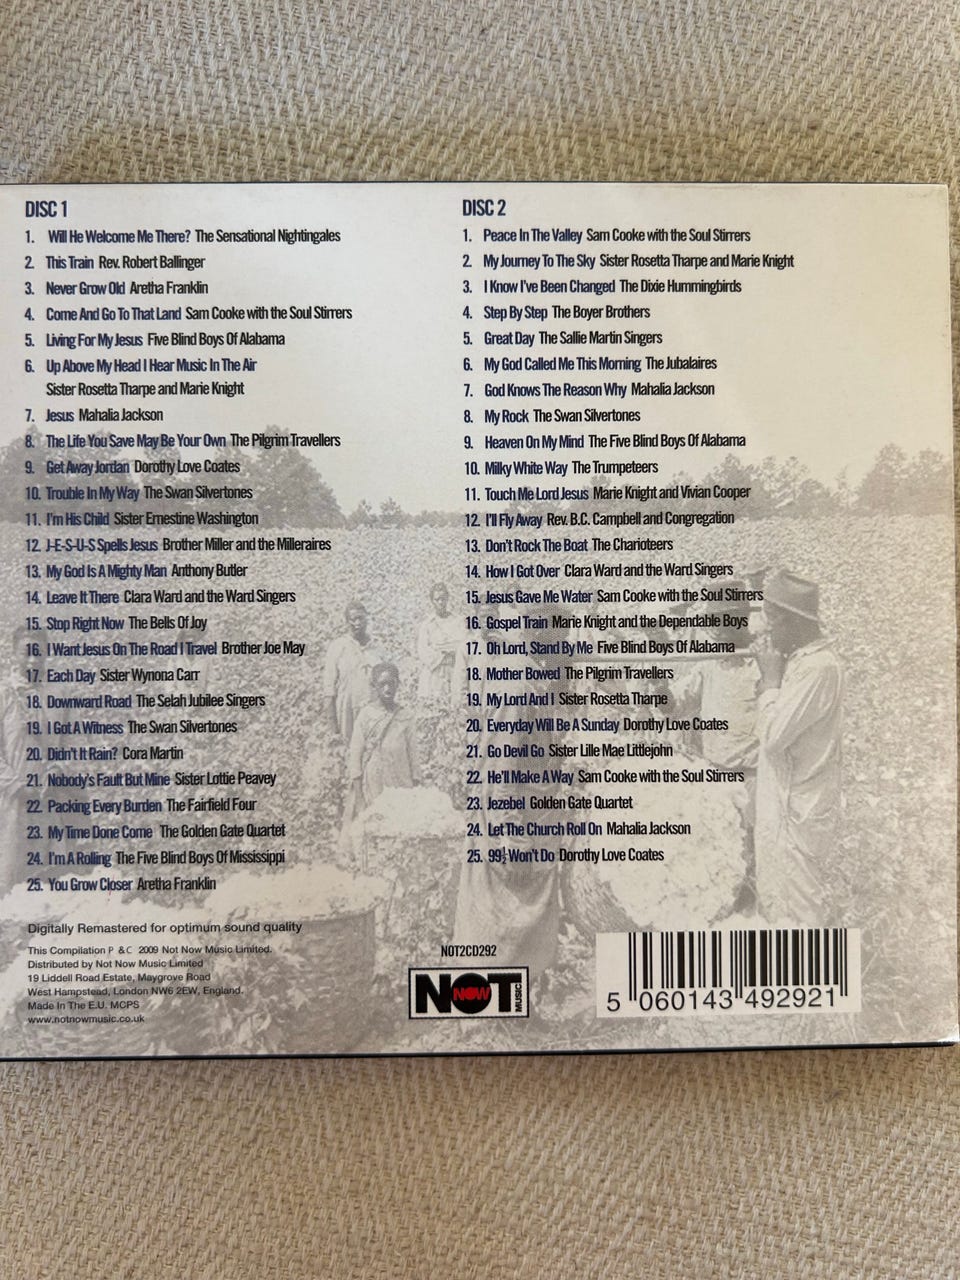 DISC 1
1. Will He Welcome Me There? The Sensational Nightingales
2. This Train Rev. Robert Ballinger
3. Never Grow Old Aretha Franklin
4. Come And Go To That Land Sam Cooke with the Soul Stirrers
5. Living For My Jesus Five Blind Boys Of Alabama
6. Up Above My Head I Hear Music In The Air
Sister Rosetta Tharpe and Marie Knight
7. Jesus Mahalia Jackson
8. The Life You Save May Be Your Own The Pilgrim Travellers
9. Get Away Jordan Dorothy Love Coates
10. Trouble In My Way The Swan Silvertones
11. I'm His Child Sister Ernestine Washington
12. J-E-S-U-S Spells Jesus Brother Miller and the Milleraires
13. My God Is A Mighty Man Anthony Butler
14. Leave It There Clara Ward and the Ward Singers
15. Stop Right Now The Bells Of Joy
16. I Want Jesus On The Road I Travel Brother Joe May
17. Each Day Sister Wynona Carr
18. Downward Road The Selah Jubilee Singers
19. I Got A Witness The Swan Silvertones
20. Didn't It Rain? Cora Martin
21. Nobody's Fault But Mine Sister Lottie Peavey
22. Packing Every Burden The Fairfield Four
23. My Time Done Come The Golden Gate Quartet
24. I'm A Rolling The Five Blind Boys Of Mississippi
25. You Grow Closer Aretha Franklin
DISC 2
1. Peace In The Valley Sam Cooke with the Soul Stirrers
2. My Journey To The Sky Sister Rosetta Tharpe and Marie Knight
3. I Know I've Been Changed The Dixie Hummingbirds
4. Step By Step The Boyer Brothers
5. Great Day The Sallie Martin Singers
6. My God Called Me This Morning The Jubalaires
7. God Knows The Reason Why Mahalia Jackson
8. My Rock The Swan Silvertones
9. Heaven On My Mind The Five Blind Boys Of Alabama
10. Milky White Way The Trumpeteers
11. Touch Me Lord Jesus Marie Knight and Vivian Cooper
12. I'll Fly Away Rev. B.C. Campbell and Congregation
13. Don't Rock The Boat The Charioteers
14. How I Got Over Clara Ward and the Ward Singers
15. Jesus Gave Me Water Sam Cooke with the Soul Stirrers
16. Gospel Train Marie Knight and the Dependable Boys
17. Oh Lord, Stand By Me Five Blind Boys Of Alabama
18. Mother Bowed The Pilgrim Travellers
19. My Lord And I Sister Rosetta Tharpe
20. Everyday Will Be A Sunday Dorothy Love Coates
21. Go Devil Go Sister Lille Mae Littlejohn
22. He'll Make A Way Sam Cooke with the Soul Stirrers
23. Jezebel Golden Gate Quartet
24. Let The Church Roll On Mahalia Jackson
25. 99½ Won't Do Dorothy Love Coates
Digitally Remastered for optimum sound quality
This Compilation P & C 2009 Not Now Music Limited.
Distributed by Not Now Music Limited
19 Liddell Road Estate, Maygrove Road
West Hampstead, London NW6 2EW, England.
Made In The E.U. MCPS
www.notnowmusic.co.uk
NOT2CD292
NOT NOW MUSIC
5 060143 492921